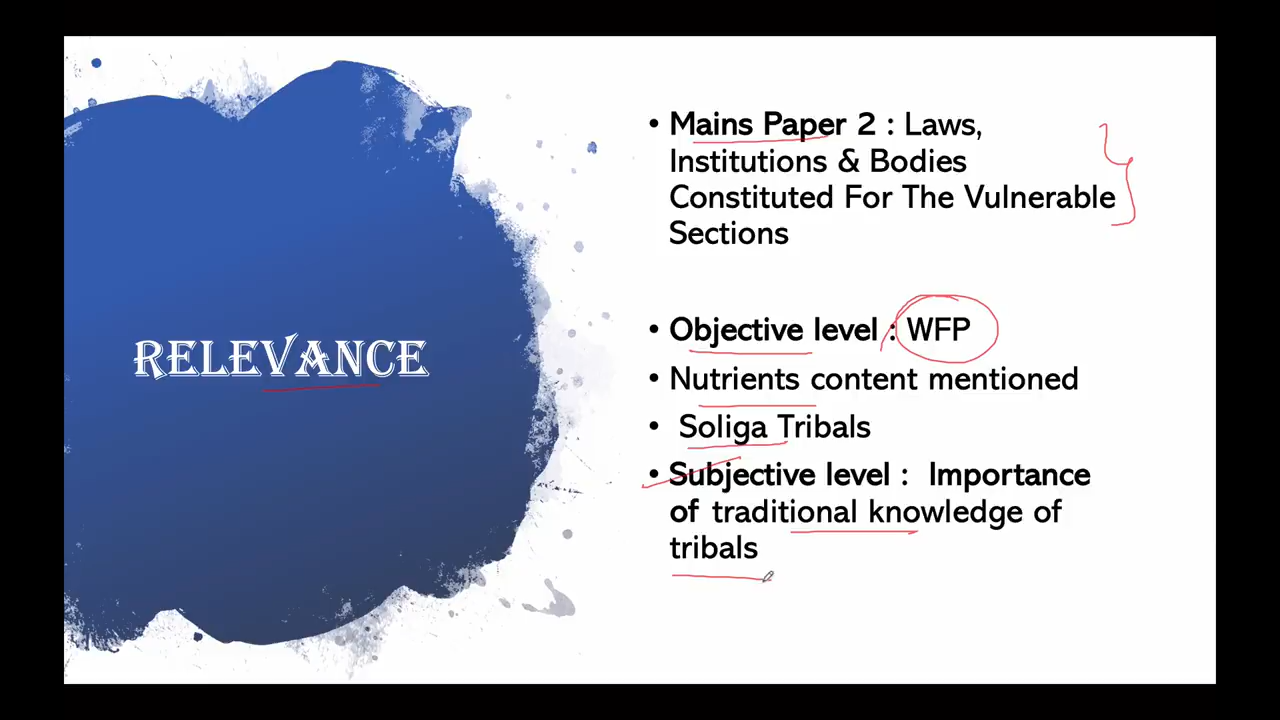 RELEVANCE
• Mains Paper 2 : Laws,
Institutions & Bodies
Constituted For The Vulnerable
Sections
• Objective level : WFP
• Nutrients content mentioned
• Soliga Tribals
• Subjective level : Importance
of traditional knowledge of
tribals